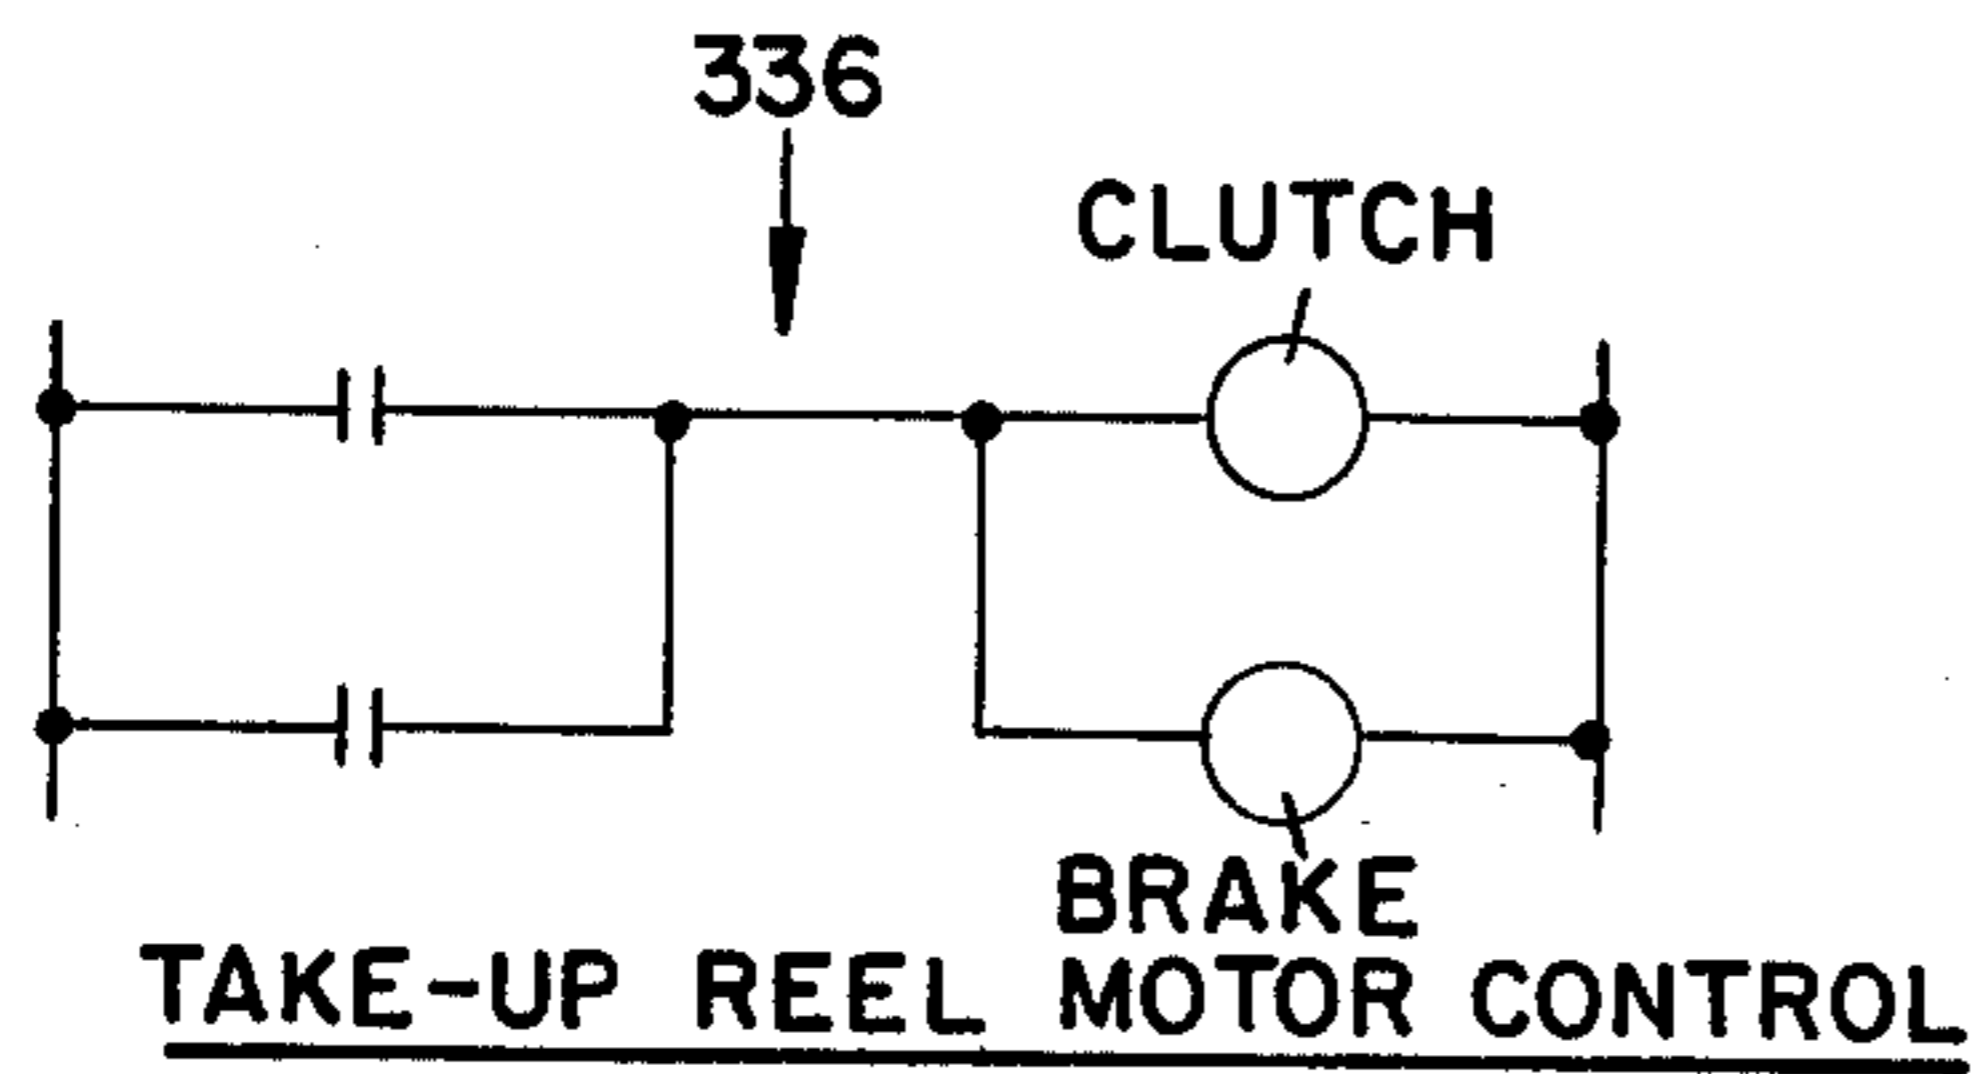 336
CLUTCH
BRAKE
TAKE-UP REEL MOTOR CONTROL